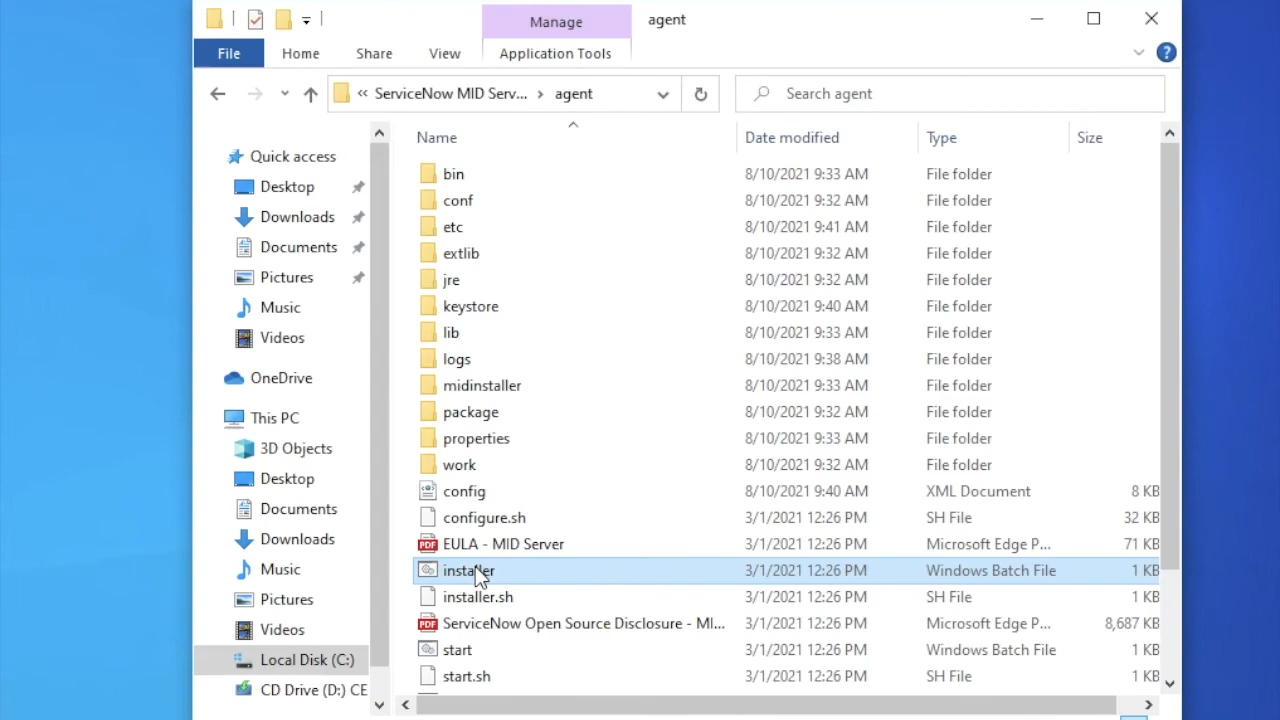 Manage
agent
File
Home
Share
View
Application Tools
?
« ServiceNow MID Serv... > agent
Search agent
Name
Date modified
Type
Size
Quick access
Desktop
Downloads
Documents
Pictures
Music
Videos
OneDrive
This PC
3D Objects
Desktop
Documents
Downloads
Music
Pictures
Videos
Local Disk (C:)
CD Drive (D:) CE
bin 8/10/2021 9:33 AM File folder
conf 8/10/2021 9:32 AM File folder
etc 8/10/2021 9:41 AM File folder
extlib 8/10/2021 9:32 AM File folder
jre 8/10/2021 9:32 AM File folder
keystore 8/10/2021 9:40 AM File folder
lib 8/10/2021 9:33 AM File folder
logs 8/10/2021 9:38 AM File folder
midinstaller 8/10/2021 9:33 AM File folder
package 8/10/2021 9:32 AM File folder
properties 8/10/2021 9:33 AM File folder
work 8/10/2021 9:32 AM File folder
config 8/10/2021 9:40 AM XML Document 8 KB
configure.sh 3/1/2021 12:26 PM SH File 32 KB
PDF EULA - MID Server 3/1/2021 12:26 PM Microsoft Edge P... 71 KB
installer 3/1/2021 12:26 PM Windows Batch File 1 KB
installer.sh 3/1/2021 12:26 PM SH File 1 KB
PDF ServiceNow Open Source Disclosure - MI... 3/1/2021 12:26 PM Microsoft Edge P... 8,687 KB
start 3/1/2021 12:26 PM Windows Batch File 1 KB
start.sh 3/1/2021 12:26 PM SH File 1 KB